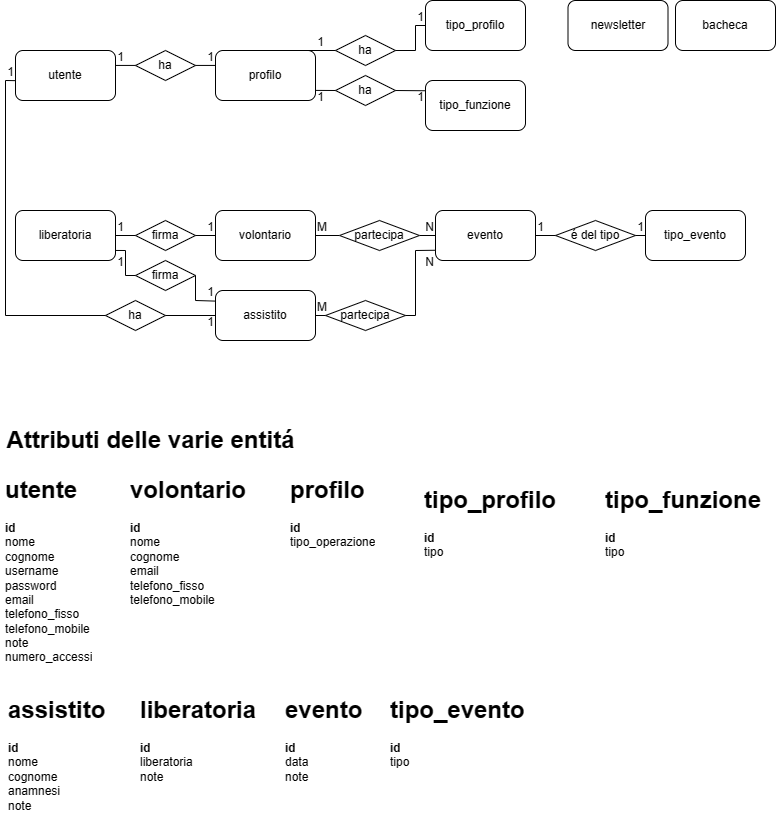 tipo_profilo
newsletter
bacheca
1
1
utente
1
ha
1
profilo
ha
1
1
ha
1
tipo_funzione
liberatoria
1
firma
1
volontario
M
partecipa
N
evento
1
é del tipo
1
tipo_evento
1
firma
1
N
ha
1
assistito
M
partecipa
Attributi delle varie entitá
utente
id
nome
cognome
username
password
email
telefono_fisso
telefono_mobile
note
numero_accessi
volontario
id
nome
cognome
email
telefono_fisso
telefono_mobile
profilo
id
tipo_operazione
tipo_profilo
id
tipo
tipo_funzione
id
tipo
assistito
id
nome
cognome
anamnesi
note
liberatoria
id
liberatoria
note
evento
id
data
note
tipo_evento
id
tipo